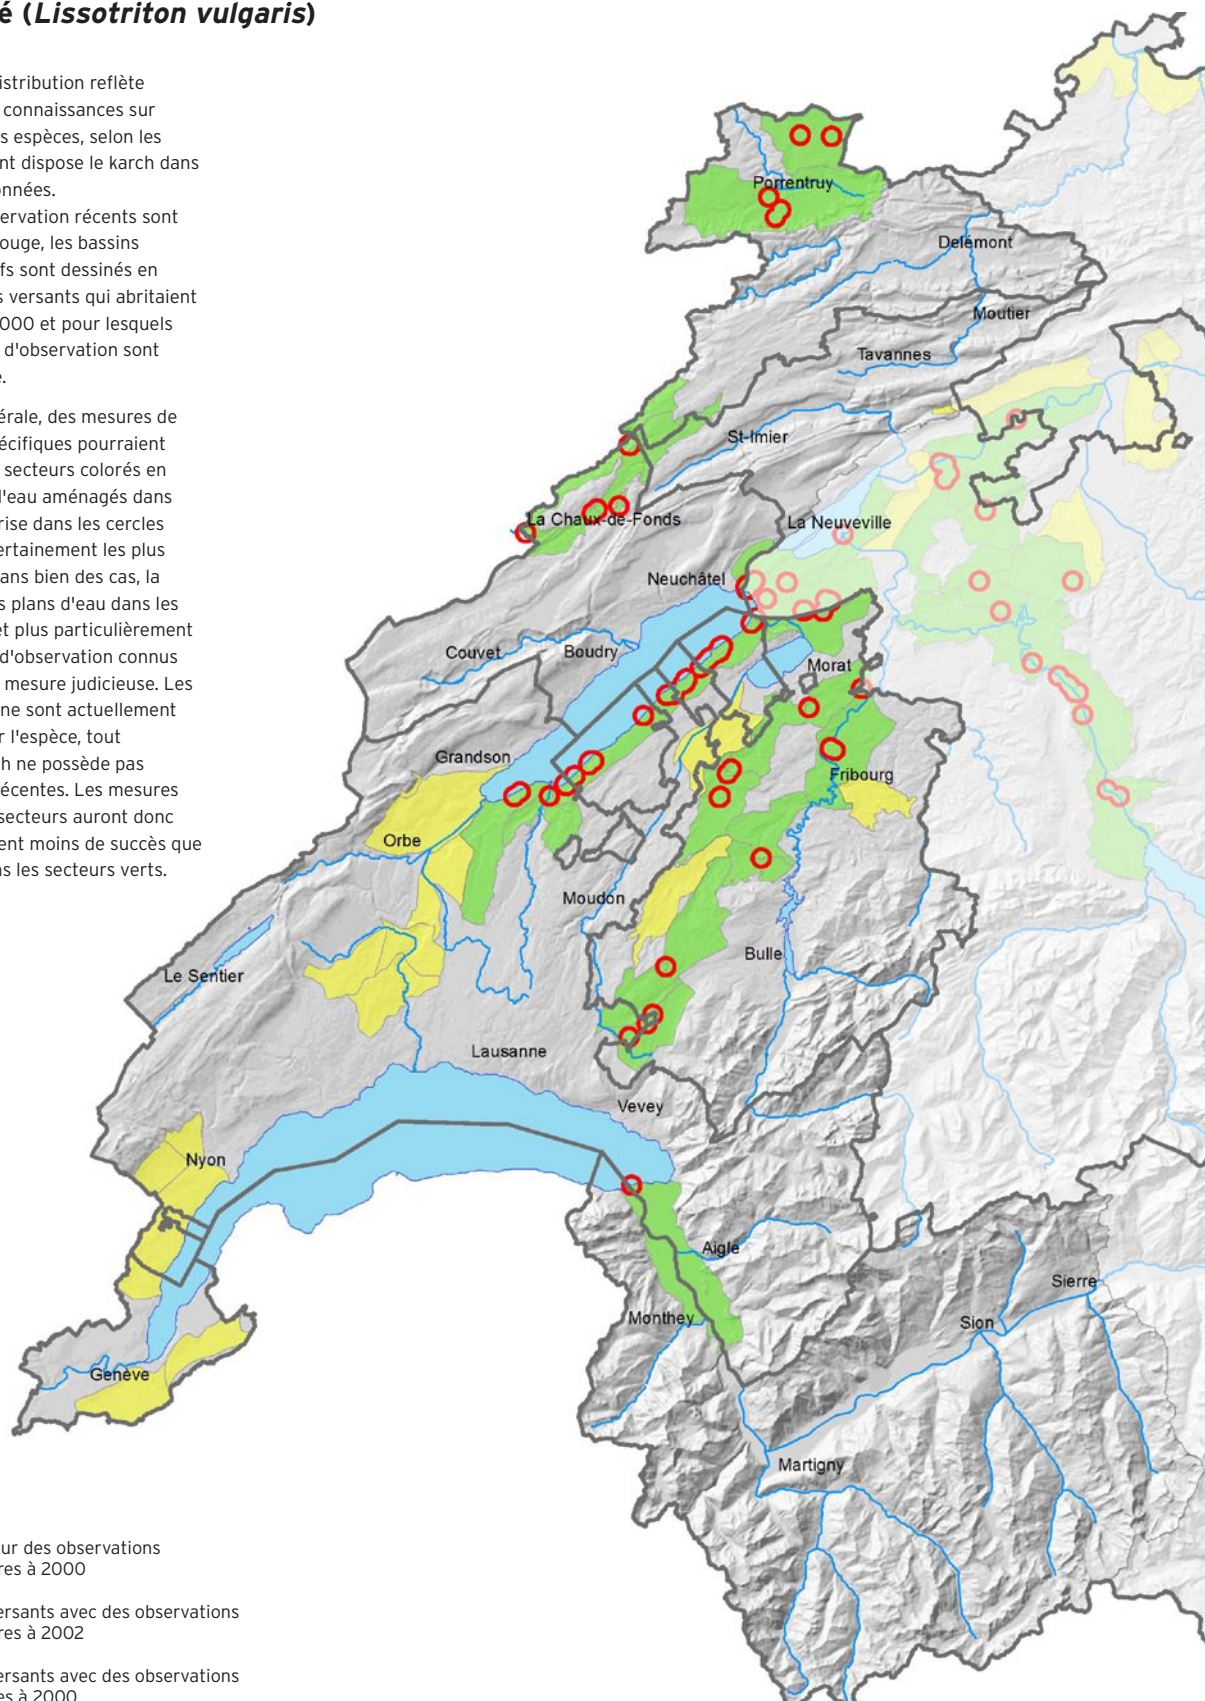 é (Lissotriton vulgaris)
istribution reflète
connaissances sur
s espèces, selon les
nt dispose le karch dans
onnées.
servation récents sont
ouge, les bassins
fs sont dessinés en
s versants qui abritaient
000 et pour lesquels
d'observation sont
e.
érale, des mesures de
écifiques pourraient
secteurs colorés en
l'eau aménagés dans
rise dans les cercles
ertainement les plus
ans bien des cas, la
s plans d'eau dans les
et plus particulièrement
d'observation connus
mesure judicieuse. Les
ne sont actuellement
r l'espèce, tout
h ne possède pas
récentes. Les mesures
secteurs auront donc
ent moins de succès que
ns les secteurs verts.
Porrentruy
Delémont
Moutier
Tavannes
St-Imier
La Chaux-de-Fonds
La Neuveville
Neuchâtel
Couvet
Boudry
Morat
Grandson
Fribourg
Orbe
Moudon
Bulle
Le Sentier
Lausanne
Vevey
Nyon
Aigle
Sierre
Monthey
Sion
Genève
Martigny
ur des observations
res à 2000
ersants avec des observations
res à 2002
ersants avec des observations
es à 2000